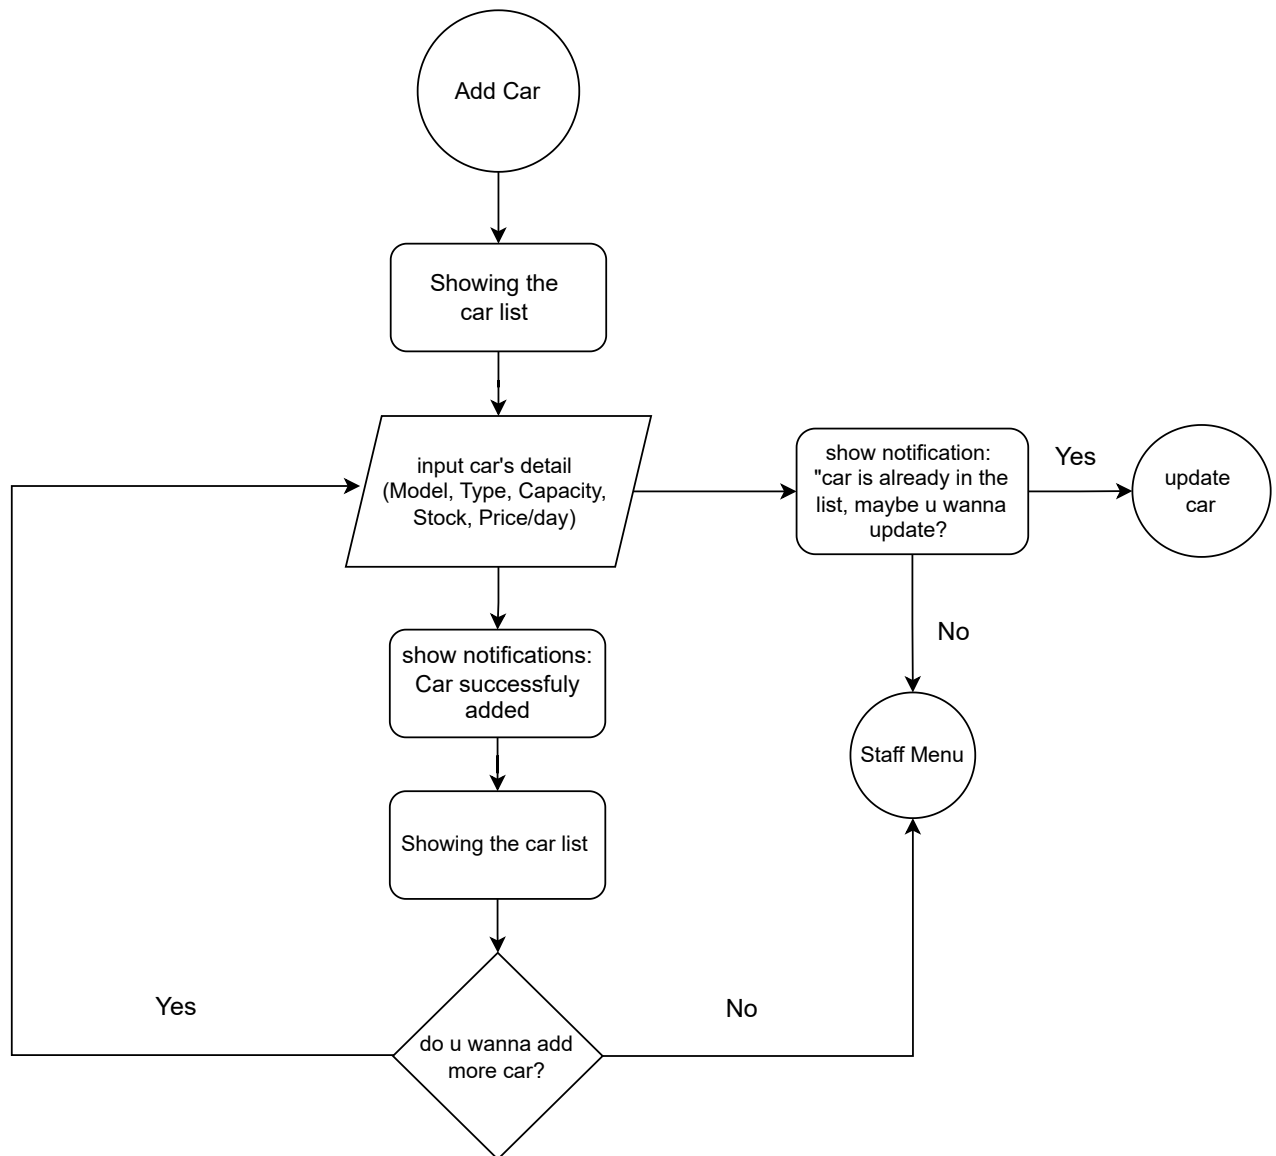 Add Car
Showing the
car list
input car's detail
(Model, Type, Capacity,
Stock, Price/day)
show notification:
"car is already in the
list, maybe u wanna
update?
Yes
update
car
No
show notifications:
Car successfuly
added
Staff Menu
Showing the car list
Yes
No
do u wanna add
more car?